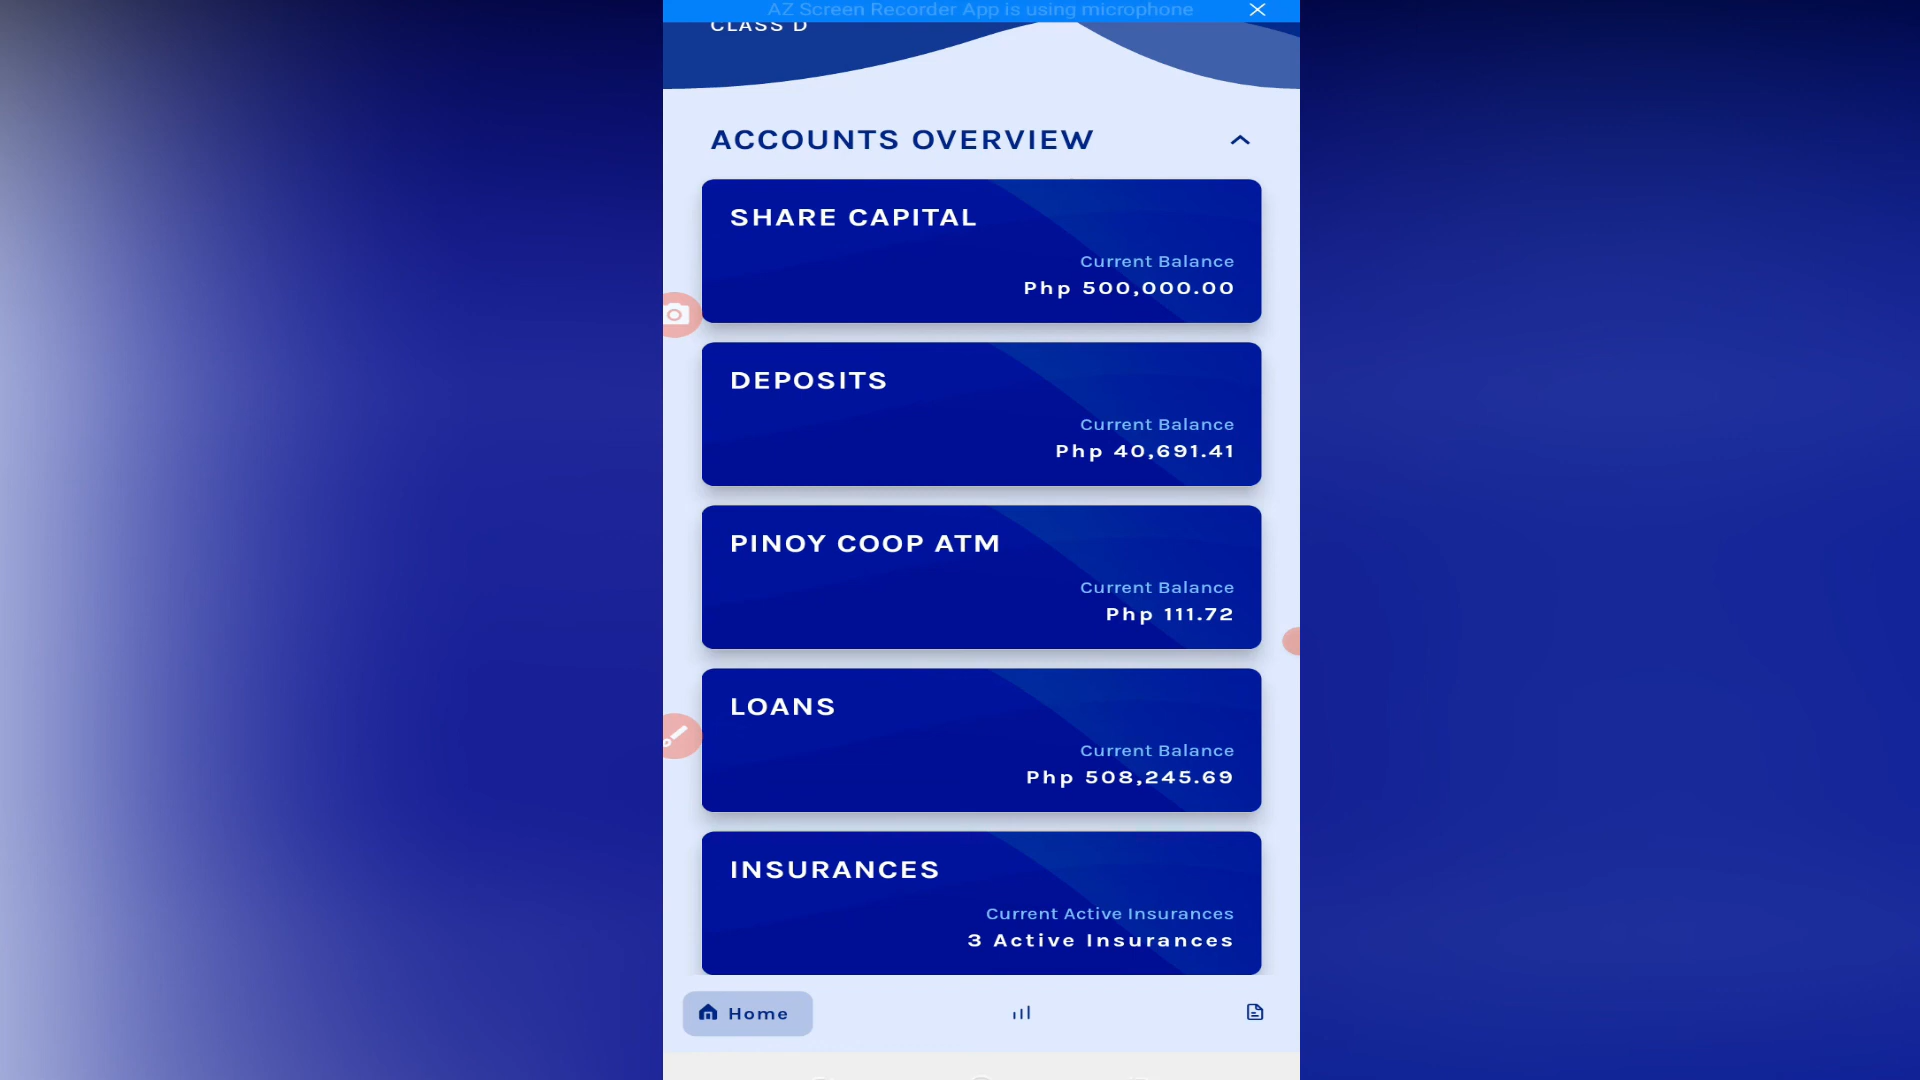 AZ Screen Recorder App is using microphone
CLASS D
ACCOUNTS OVERVIEW
SHARE CAPITAL
Current Balance
Php 500,000.00
DEPOSITS
Current Balance
Php 40,691.41
PINOY COOP ATM
Current Balance
Php 111.72
LOANS
Current Balance
Php 508,245.69
INSURANCES
Current Active Insurances
3 Active Insurances
Home